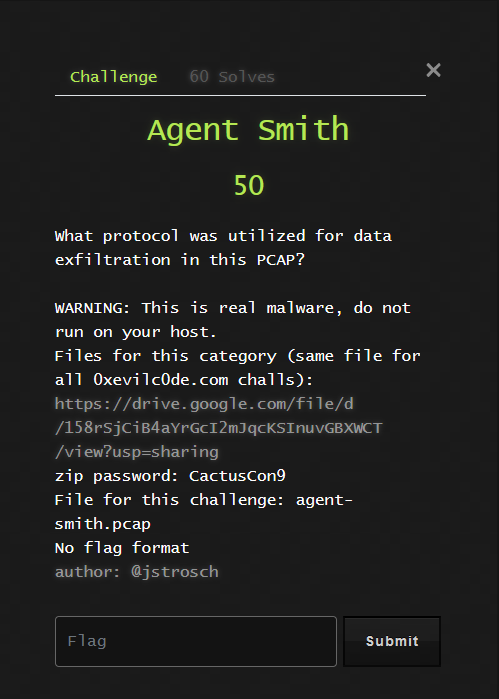 Challenge 60 Solves ×
Agent Smith
50
What protocol was utilized for data
exfiltration in this PCAP?
WARNING: This is real malware, do not
run on your host.
Files for this category (same file for
all 0xevilc0de.com challs):
https://drive.google.com/file/d
/158rSjCiB4aYrGcI2mJqcKSInuvGBXWCT
/view?usp=sharing
zip password: CactusCon9
File for this challenge: agent-
smith.pcap
No flag format
author: @jstrosch
Flag Submit